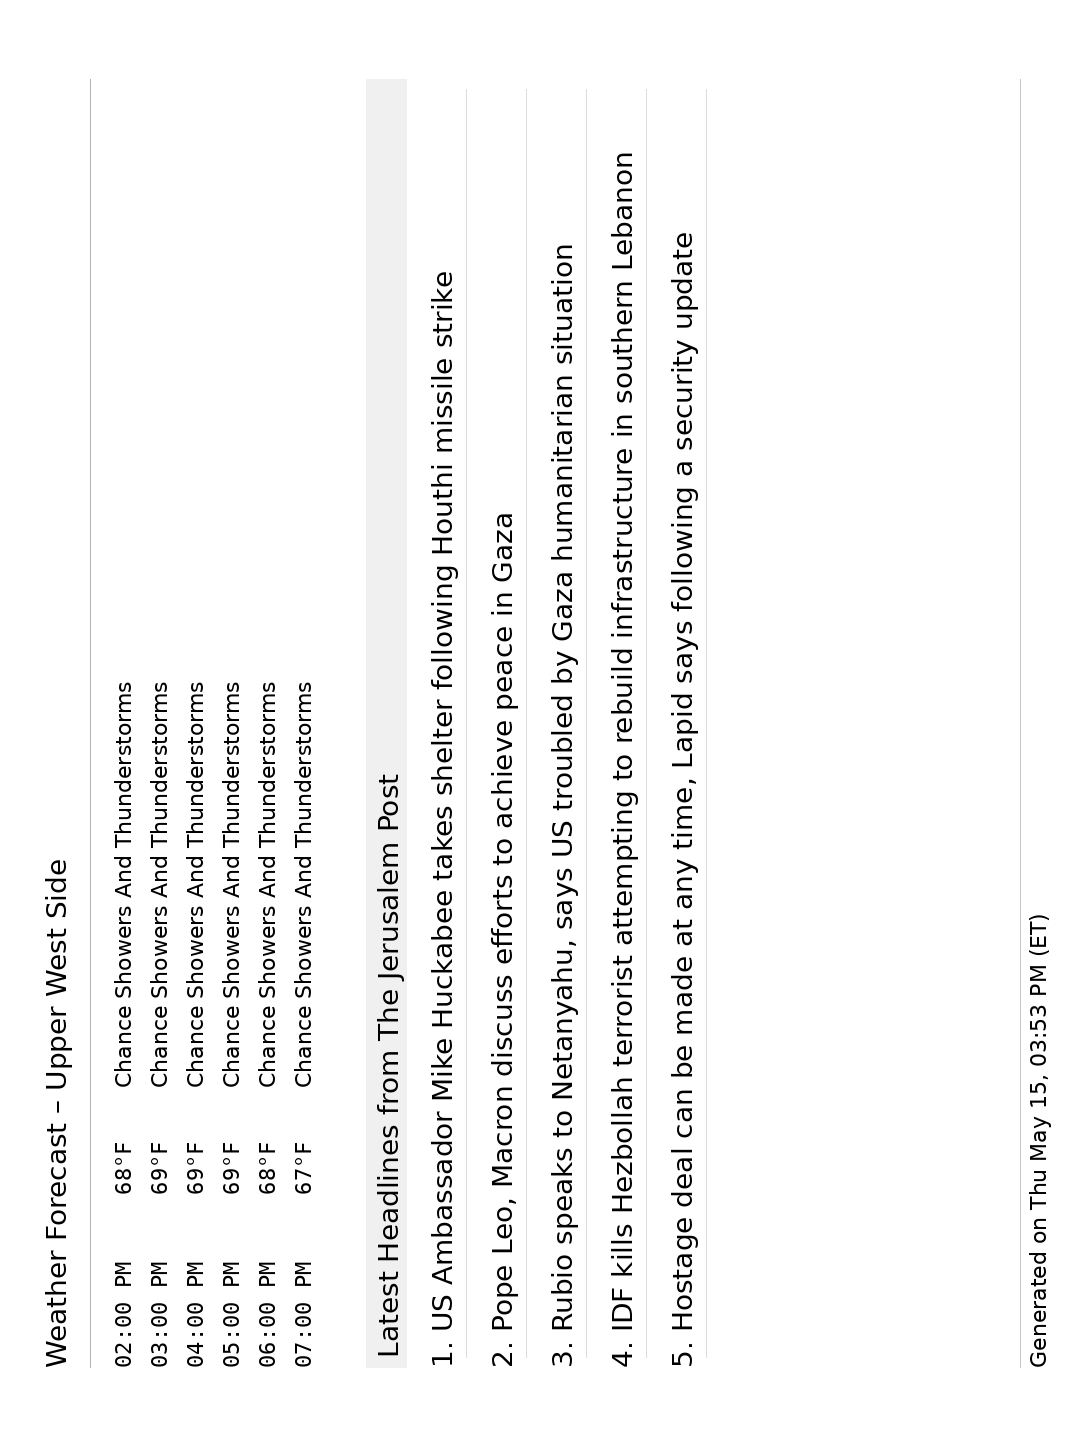 Weather Forecast – Upper West Side
02:00 PM 68°F Chance Showers And Thunderstorms
03:00 PM 69°F Chance Showers And Thunderstorms
04:00 PM 69°F Chance Showers And Thunderstorms
05:00 PM 69°F Chance Showers And Thunderstorms
06:00 PM 68°F Chance Showers And Thunderstorms
07:00 PM 67°F Chance Showers And Thunderstorms
Latest Headlines from The Jerusalem Post
1. US Ambassador Mike Huckabee takes shelter following Houthi missile strike
2. Pope Leo, Macron discuss efforts to achieve peace in Gaza
3. Rubio speaks to Netanyahu, says US troubled by Gaza humanitarian situation
4. IDF kills Hezbollah terrorist attempting to rebuild infrastructure in southern Lebanon
5. Hostage deal can be made at any time, Lapid says following a security update
Generated on Thu May 15, 03:53 PM (ET)